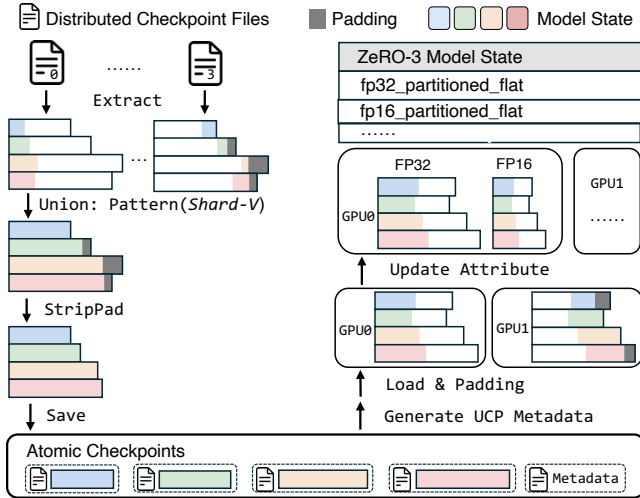 Distributed Checkpoint Files
Padding
Model State
0
......
3
Extract
...
Union: Pattern(Shard-V)
StripPad
Save
ZeRO-3 Model State
fp32_partitioned_flat
fp16_partitioned_flat
......
FP32
FP16
GPU0
GPU1
......
Update Attribute
GPU0
GPU1
Load & Padding
Generate UCP Metadata
Atomic Checkpoints
Metadata